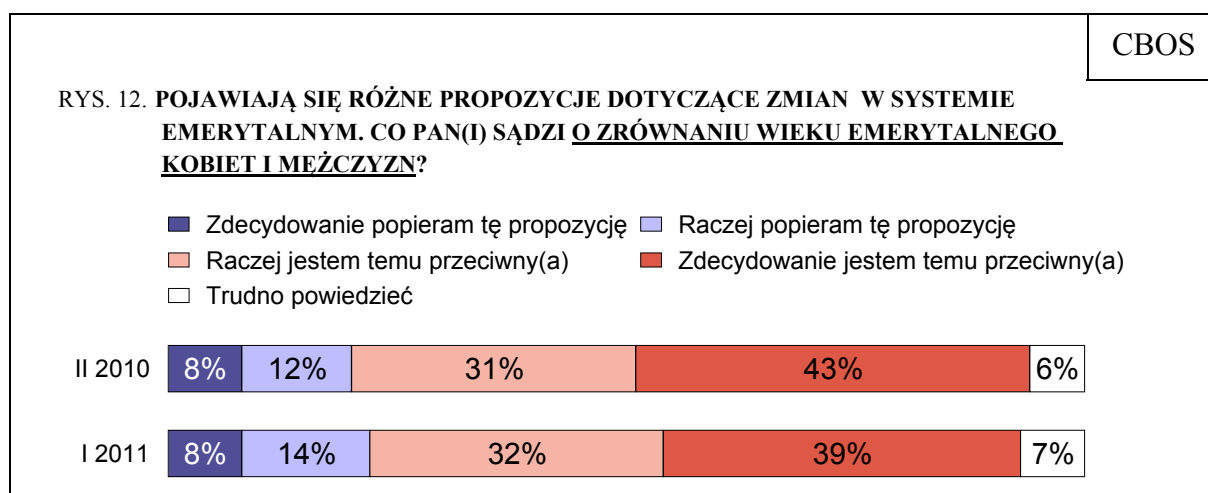 CBOS
RYS. 12. POJAWIAJĄ SIĘ RÓŻNE PROPOZYCJE DOTYCZĄCE ZMIAN W SYSTEMIE
EMERYTALNYM. CO PAN(I) SĄDZI O ZRÓWNANIU WIEKU EMERYTALNEGO
KOBIET I MĘŻCZYZN?
Zdecydowanie popieram tę propozycję Raczej popieram tę propozycję
Raczej jestem temu przeciwny(a) Zdecydowanie jestem temu przeciwny(a)
Trudno powiedzieć
II 2010 8% 12% 31% 43% 6%
I 2011 8% 14% 32% 39% 7%